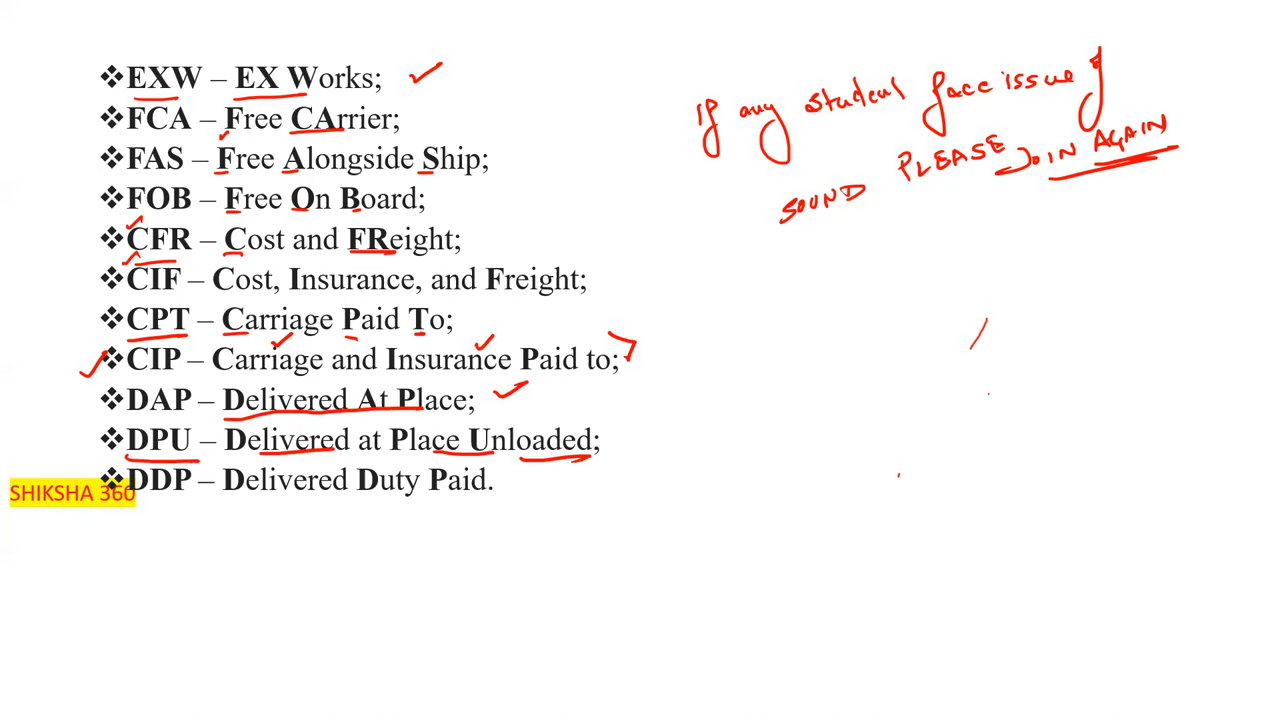 ❖EXW – EX Works;
❖FCA – Free CArrier;
❖FAS – Free Alongside Ship;
❖FOB – Free On Board;
❖CFR – Cost and FReight;
❖CIF – Cost, Insurance, and Freight;
❖CPT – Carriage Paid To;
❖CIP – Carriage and Insurance Paid to;
❖DAP – Delivered At Place;
❖DPU – Delivered at Place Unloaded;
❖DDP – Delivered Duty Paid.
SHIKSHA 360
If any student face issue of
SOUND PLEASE JOIN AGAIN